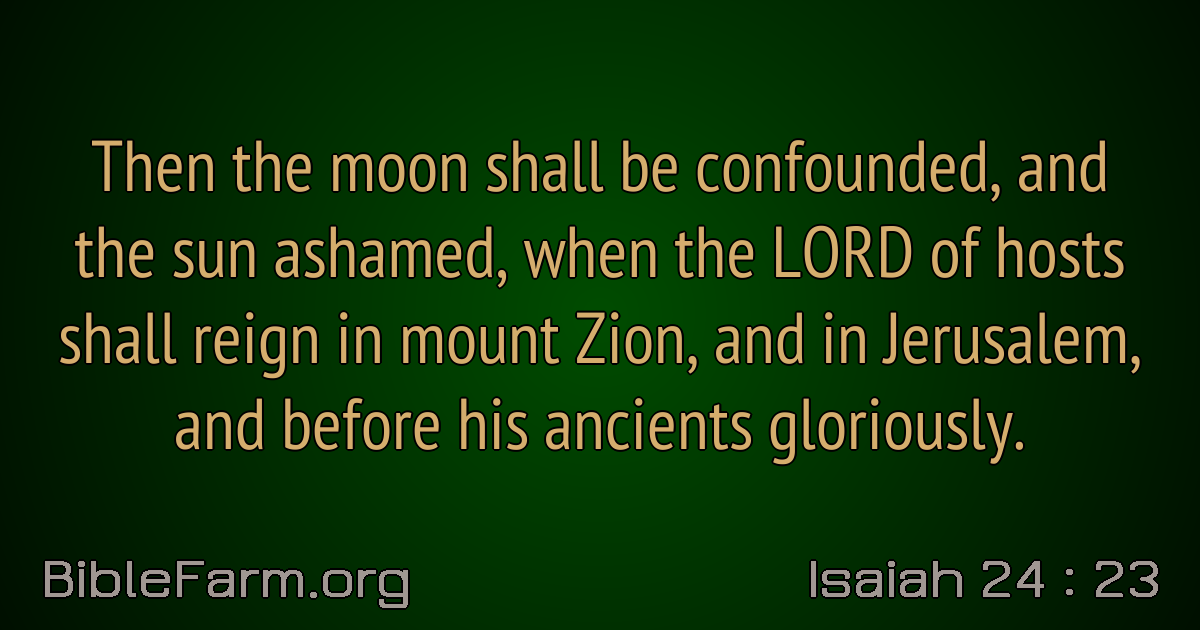 Then the moon shall be confounded, and
the sun ashamed, when the LORD of hosts
shall reign in mount Zion, and in Jerusalem,
and before his ancients gloriously.
BibleFarm.org
Isaiah 24 : 23